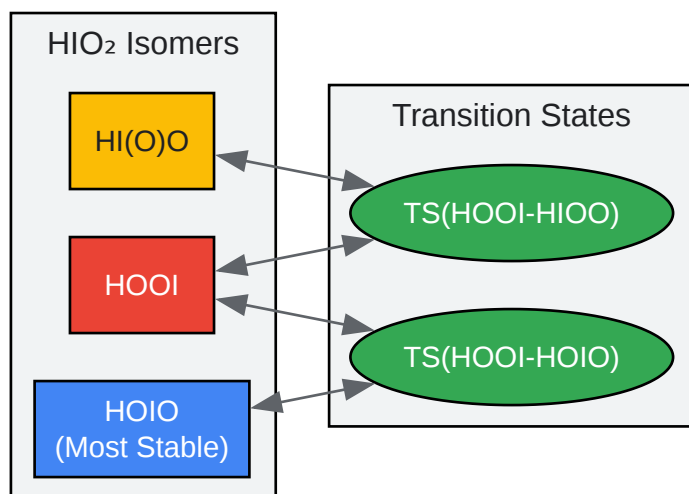 HIO₂ Isomers
HI(O)O
HOOI
HOIO
(Most Stable)
Transition States
TS(HOOI-HIOO)
TS(HOOI-HOIO)